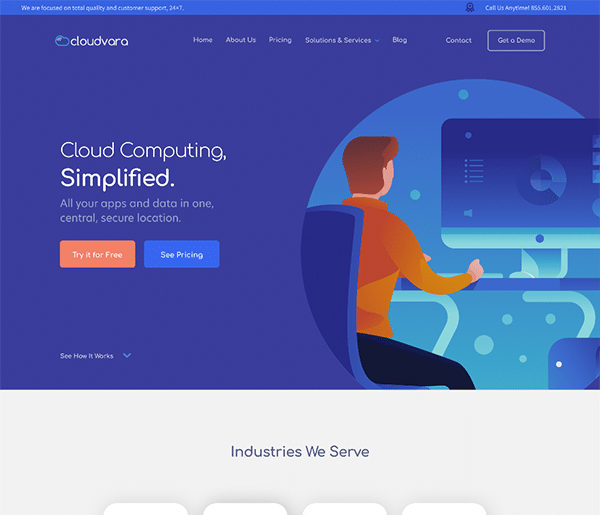 We are focused on total quality and customer support, 24×7.
Call Us Anytime! 855.601.2821
cloudvara
Home About Us Pricing Solutions & Services Blog Contact Get a Demo
Cloud Computing,
Simplified.
All your apps and data in one,
central, secure location.
Try it for Free See Pricing
See How It Works
Industries We Serve